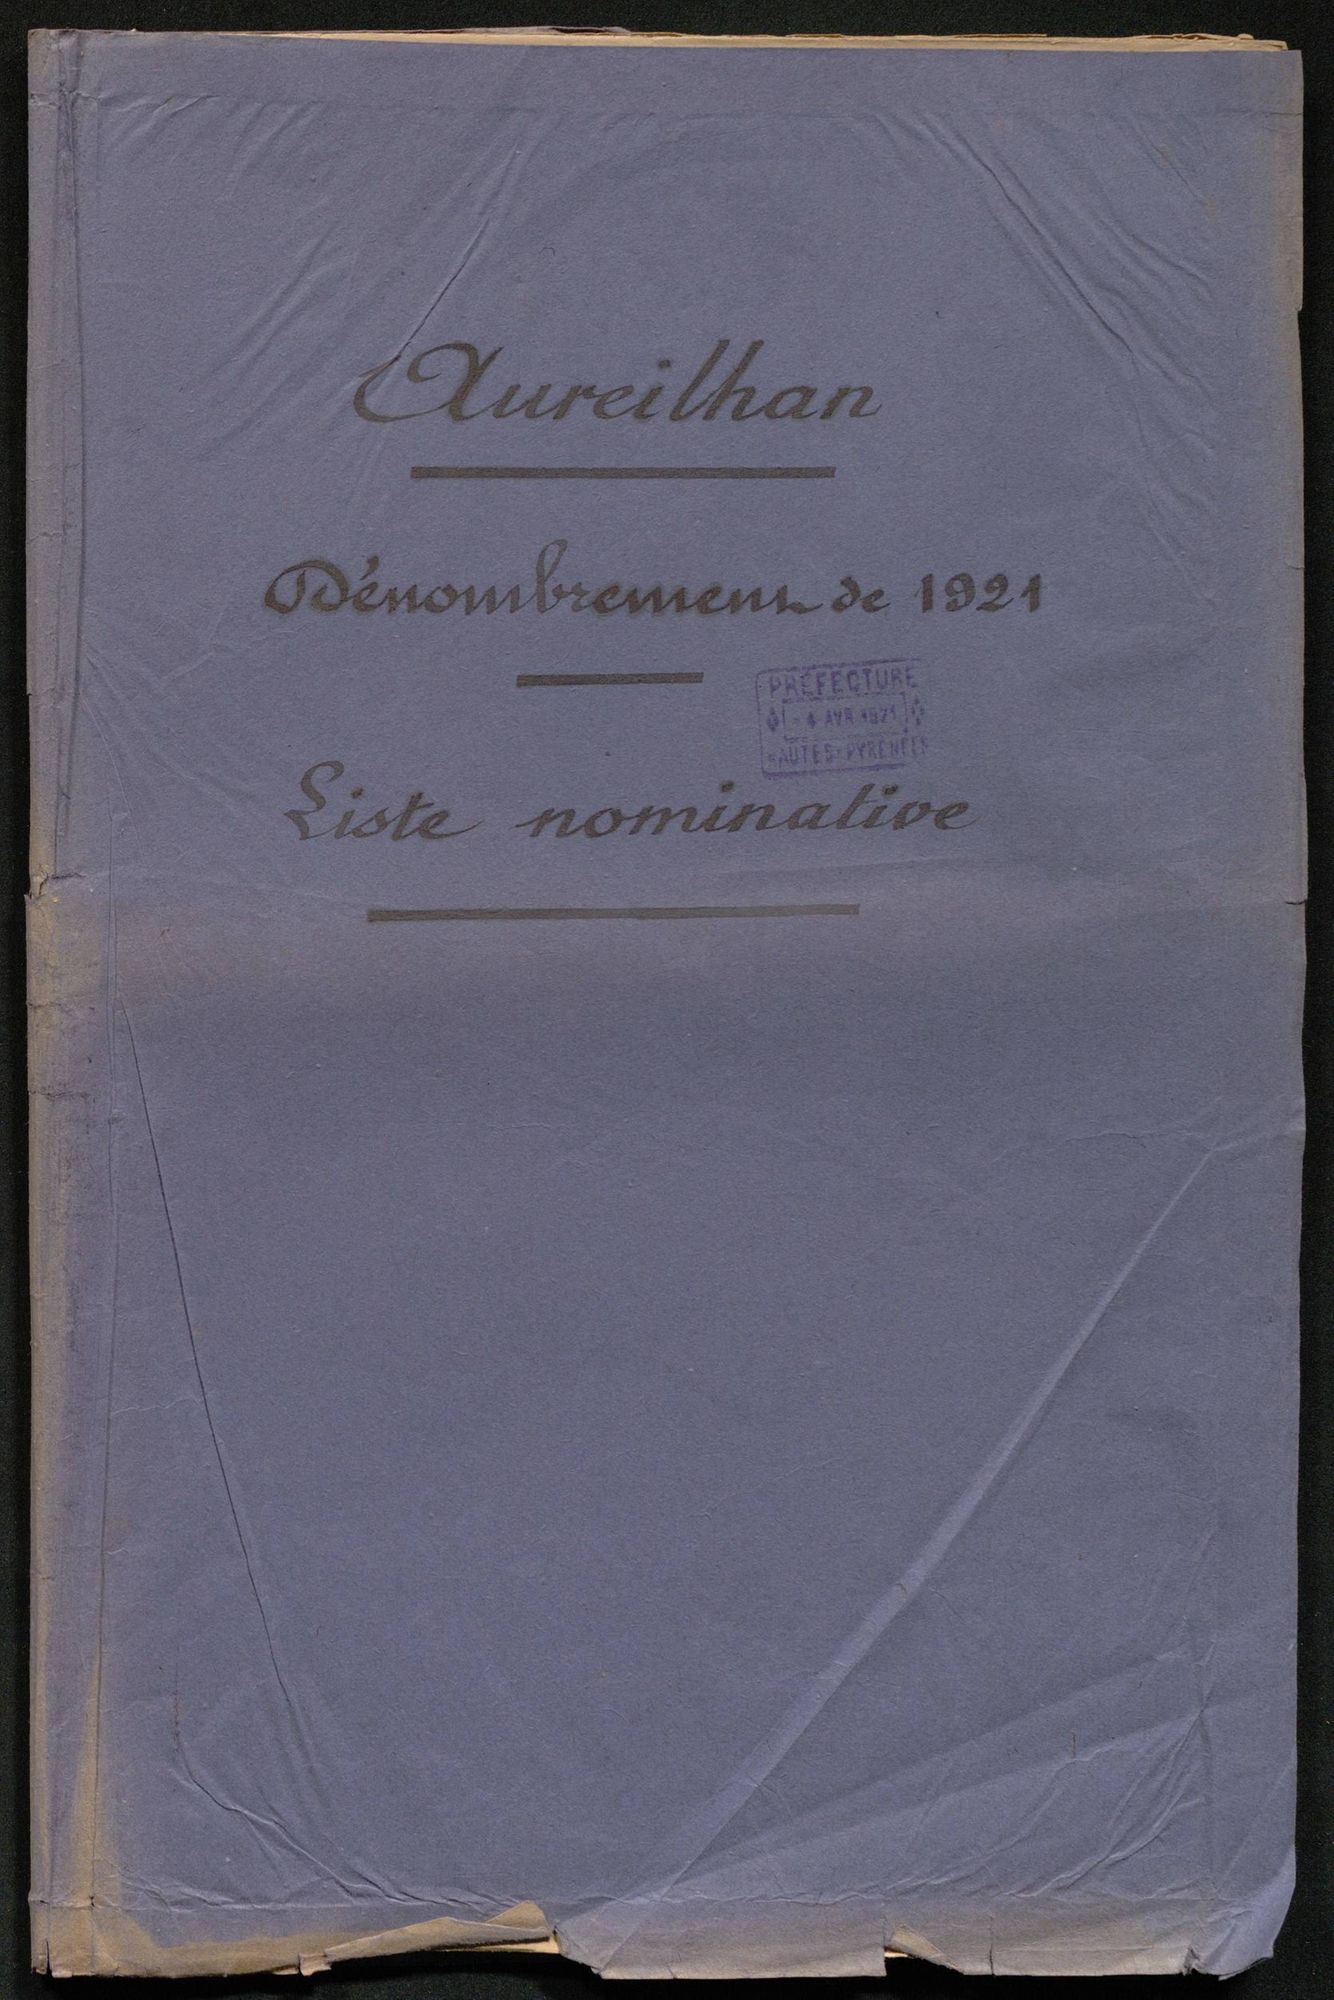 Aureilhan
Dénombrement de 1921
PRÉFECTURE
4 AVR 1921
HAUTES-PYRÉNÉES
Liste nominative